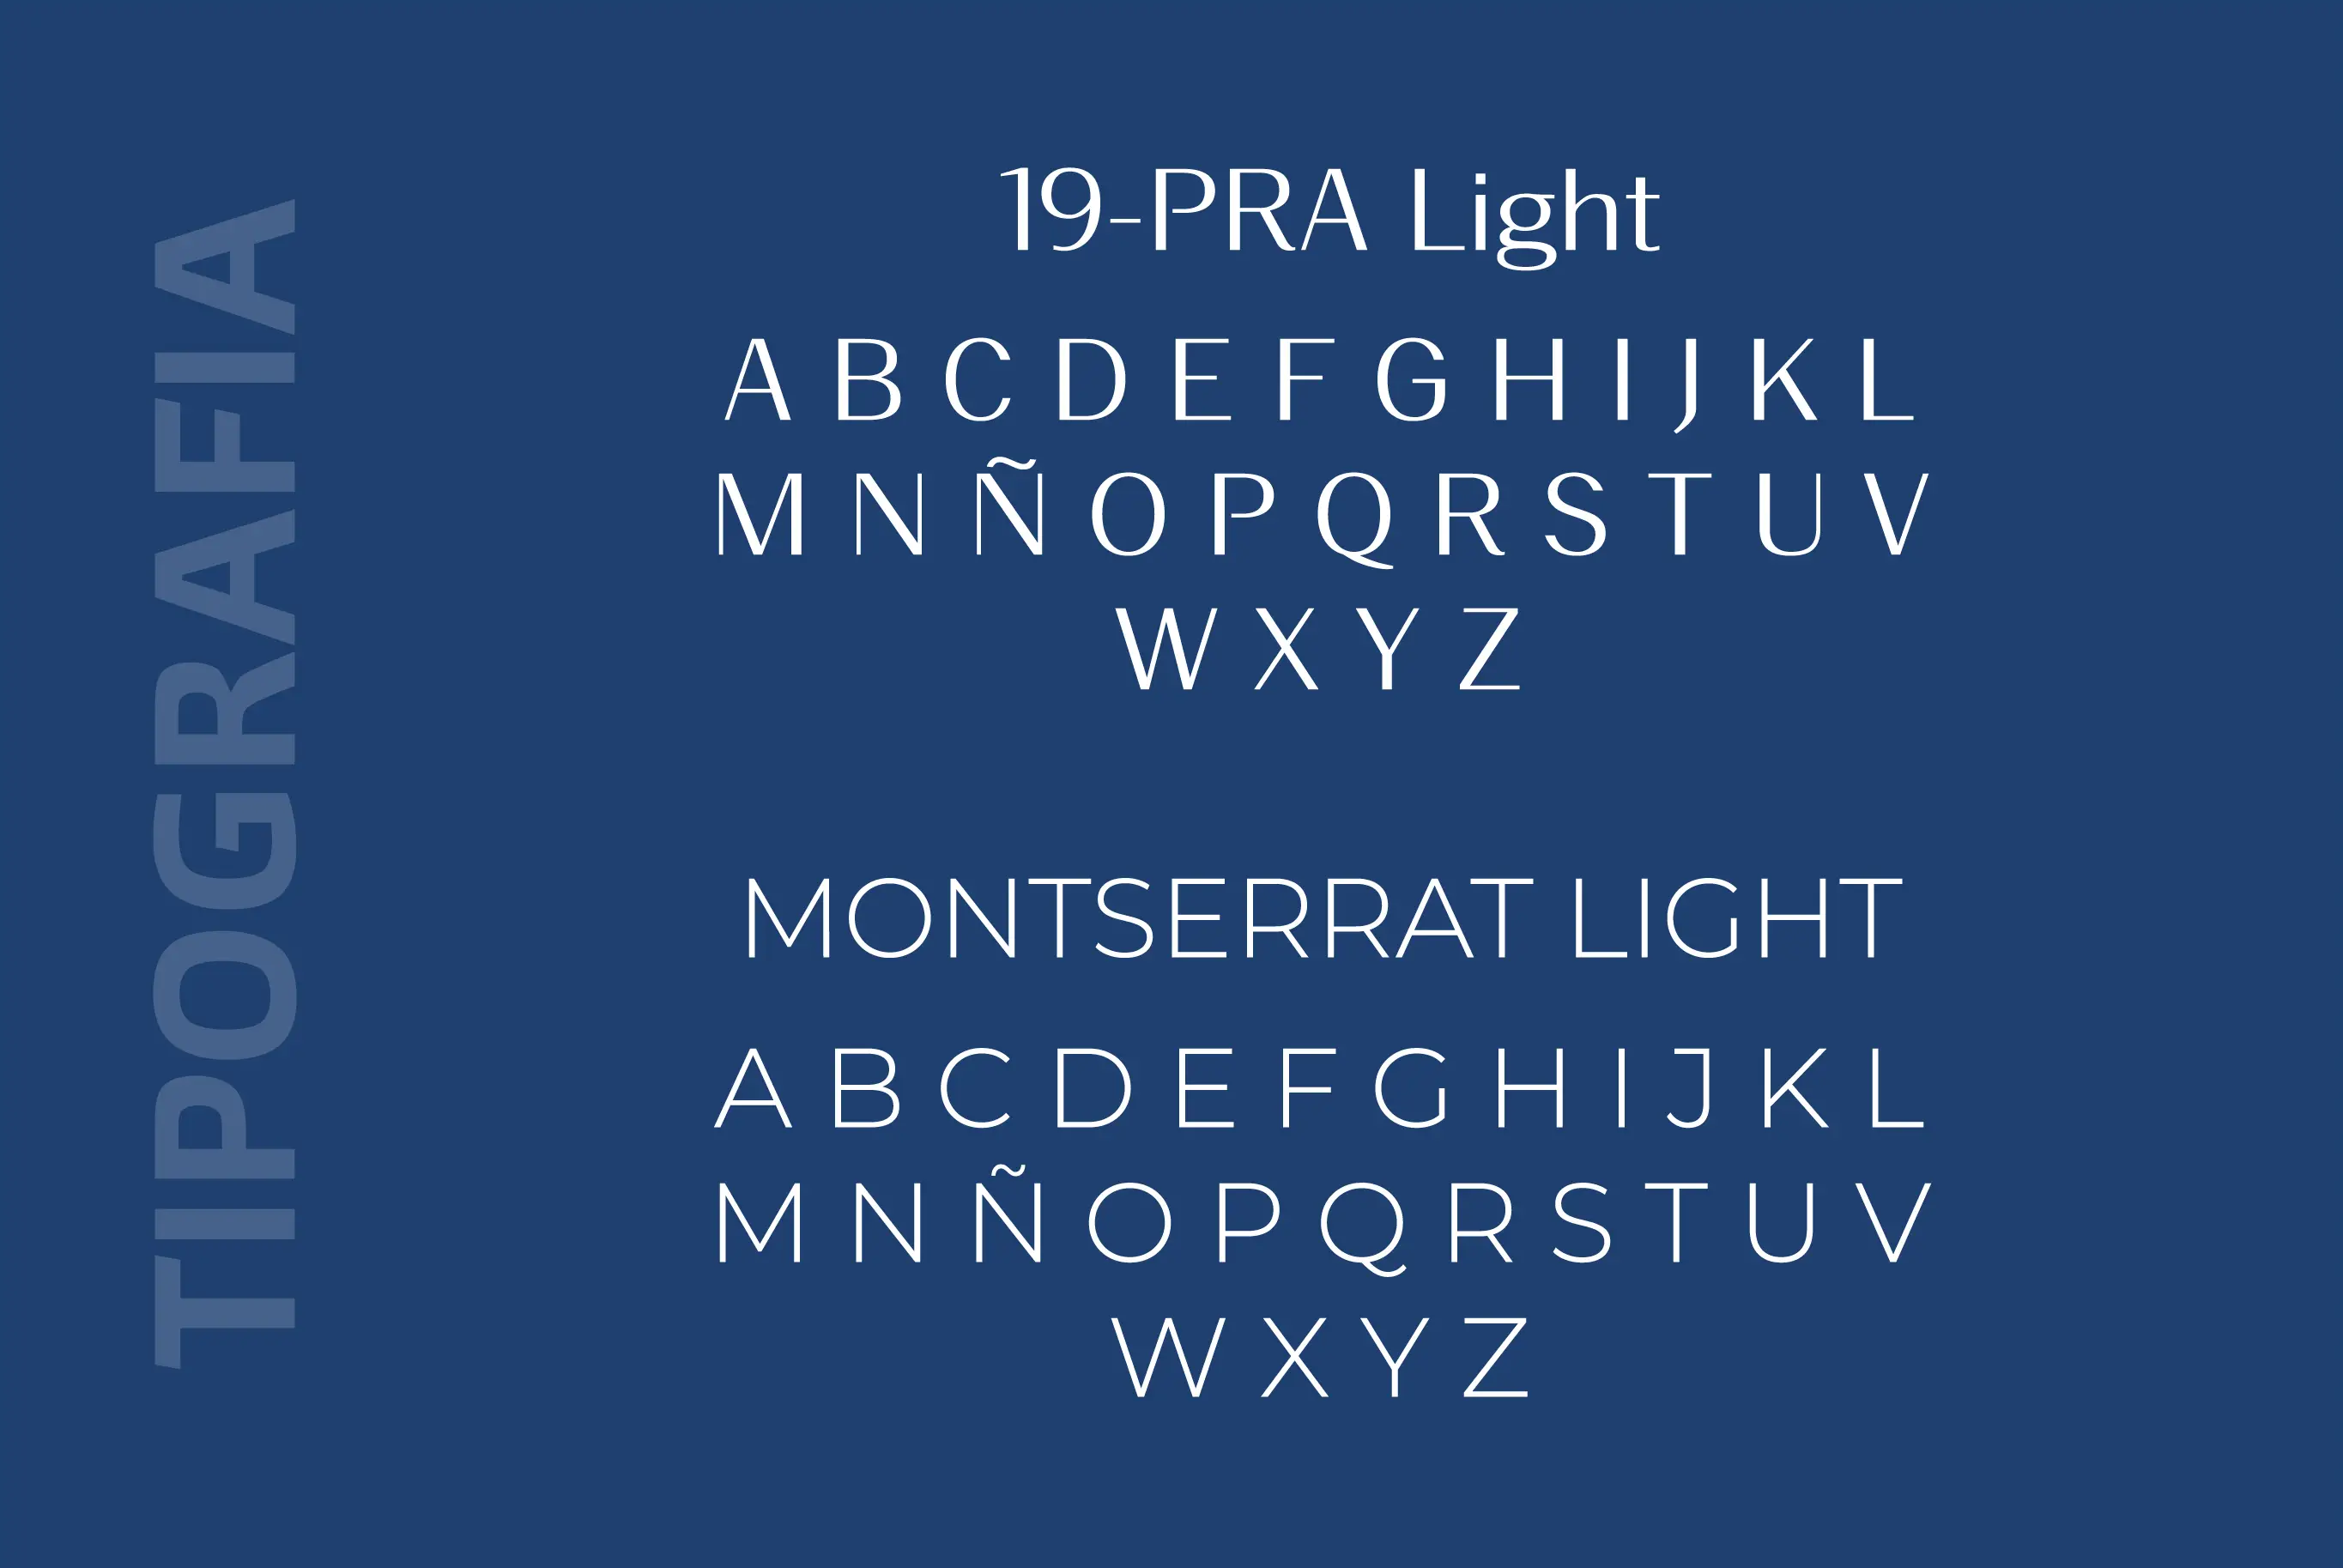 TIPOGRAFIA
19-PRA Light
A B C D E F G H I J K L
M N Ñ O P Q R S T U V
W X Y Z
MONTSERRAT LIGHT
A B C D E F G H I J K L
M N Ñ O P Q R S T U V
W X Y Z